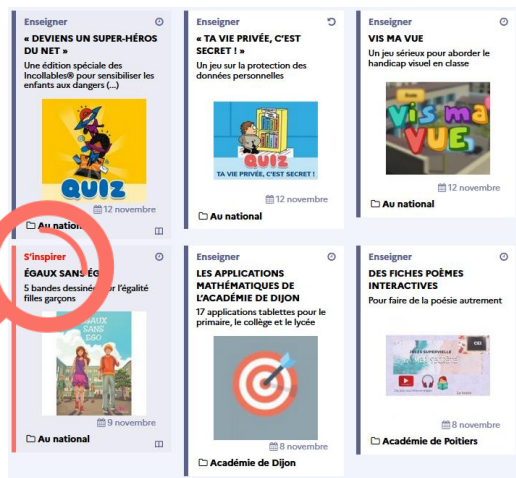 Enseigner
« DEVIENS UN SUPER-HÉROS
DU NET »
Une édition spéciale des
Incollables® pour sensibiliser les
enfants aux dangers (...)
QUIZ
12 novembre
Au nation
Enseigner
« TA VIE PRIVÉE, C'EST
SECRET ! »
Un jeu sur la protection des
données personnelles
QUIZ
TA VIE PRIVÉE, C'EST SECRET !
12 novembre
Au national
Enseigner
VIS MA VUE
Un jeu sérieux pour aborder le
handicap visuel en classe
vis ma
VUE
12 novembre
Au national
S'inspirer
ÉGAUX SANS ÉG
5 bandes dessinée r l'égalité
filles garçons
ÉGAUX
SANS
EGO
9 novembre
Au national
Enseigner
LES APPLICATIONS
MATHÉMATIQUES DE
L'ACADÉMIE DE DIJON
17 applications tablettes pour le
primaire, le collège et le lycée
8 novembre
Académie de Dijon
Enseigner
DES FICHES POÈMES
INTERACTIVES
Pour faire de la poésie autrement
JULES SUPERVIELLE
8 novembre
Académie de Poitiers